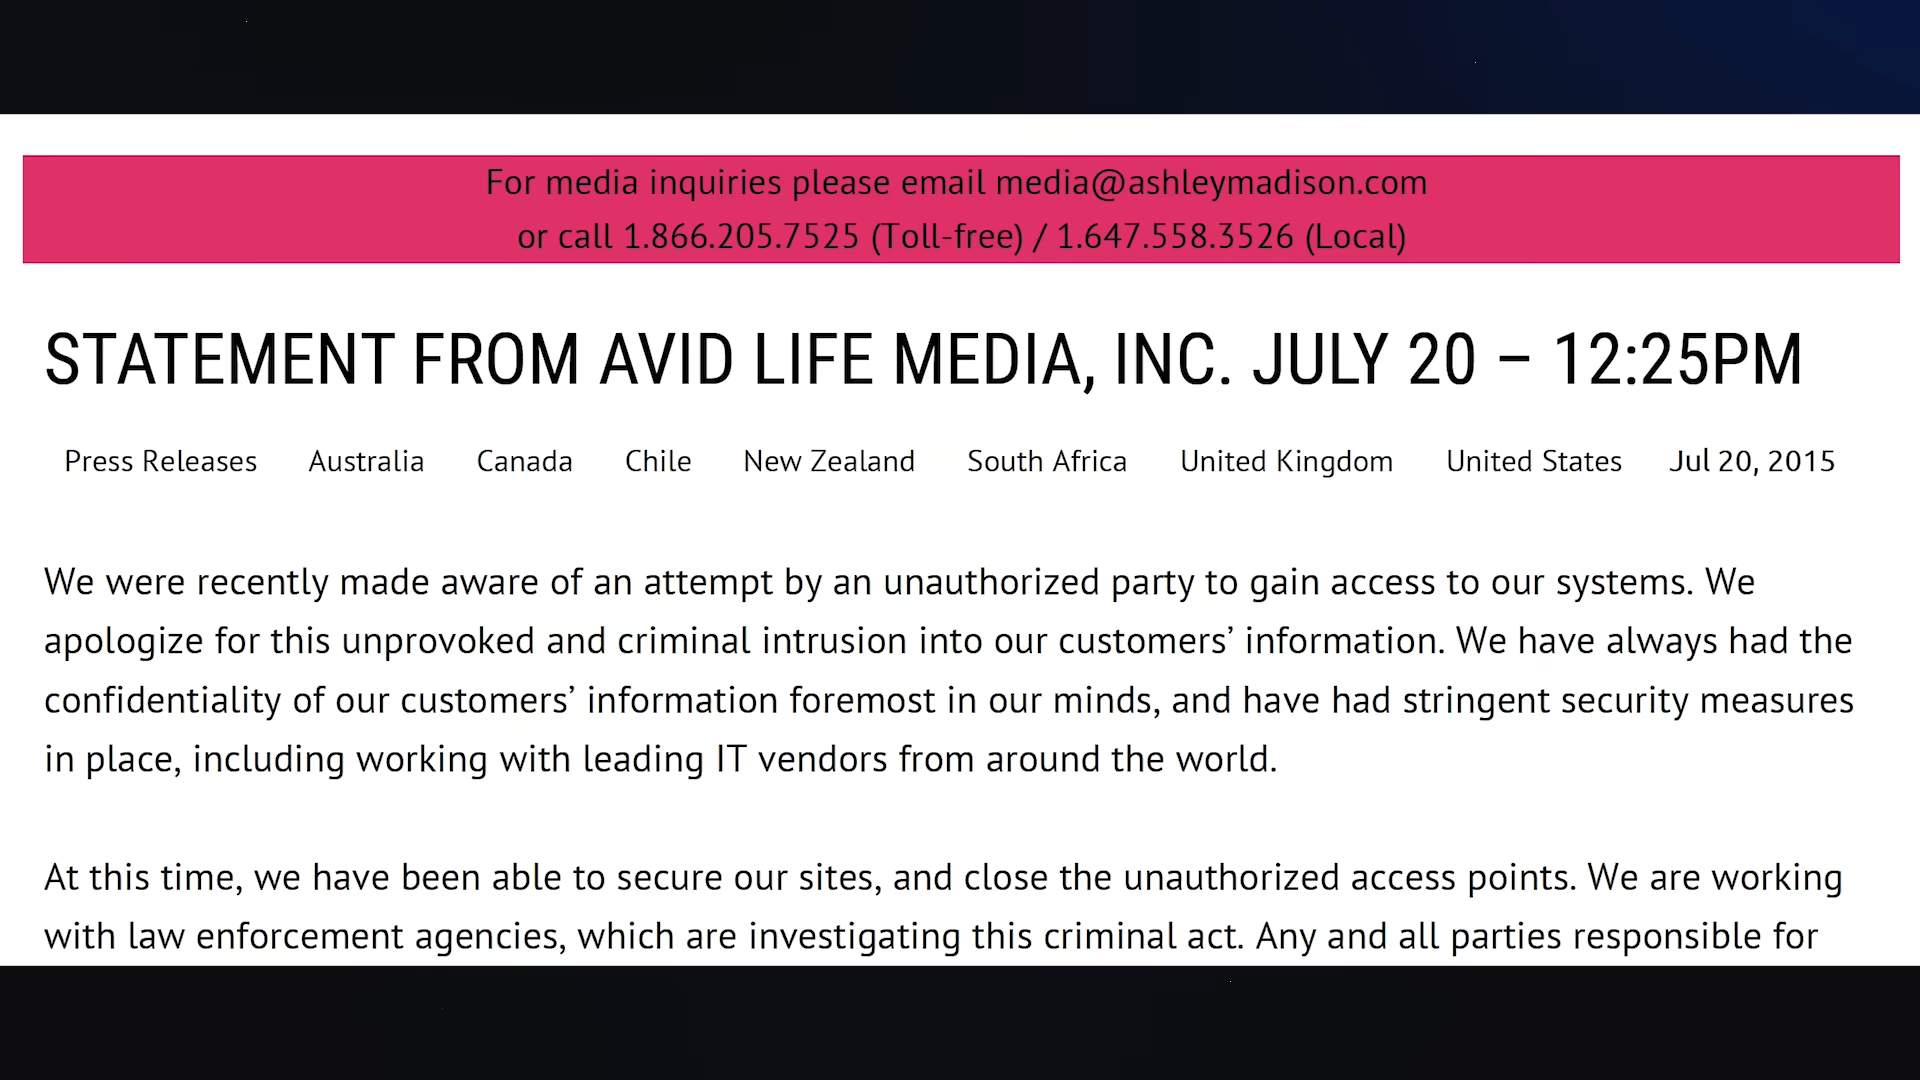 For media inquiries please email media@ashleymadison.com
or call 1.866.205.7525 (Toll-free) / 1.647.558.3526 (Local)
STATEMENT FROM AVID LIFE MEDIA, INC. JULY 20 – 12:25PM
Press Releases Australia Canada Chile New Zealand South Africa United Kingdom United States Jul 20, 2015
We were recently made aware of an attempt by an unauthorized party to gain access to our systems. We
apologize for this unprovoked and criminal intrusion into our customers’ information. We have always had the
confidentiality of our customers’ information foremost in our minds, and have had stringent security measures
in place, including working with leading IT vendors from around the world.
At this time, we have been able to secure our sites, and close the unauthorized access points. We are working
with law enforcement agencies, which are investigating this criminal act. Any and all parties responsible for